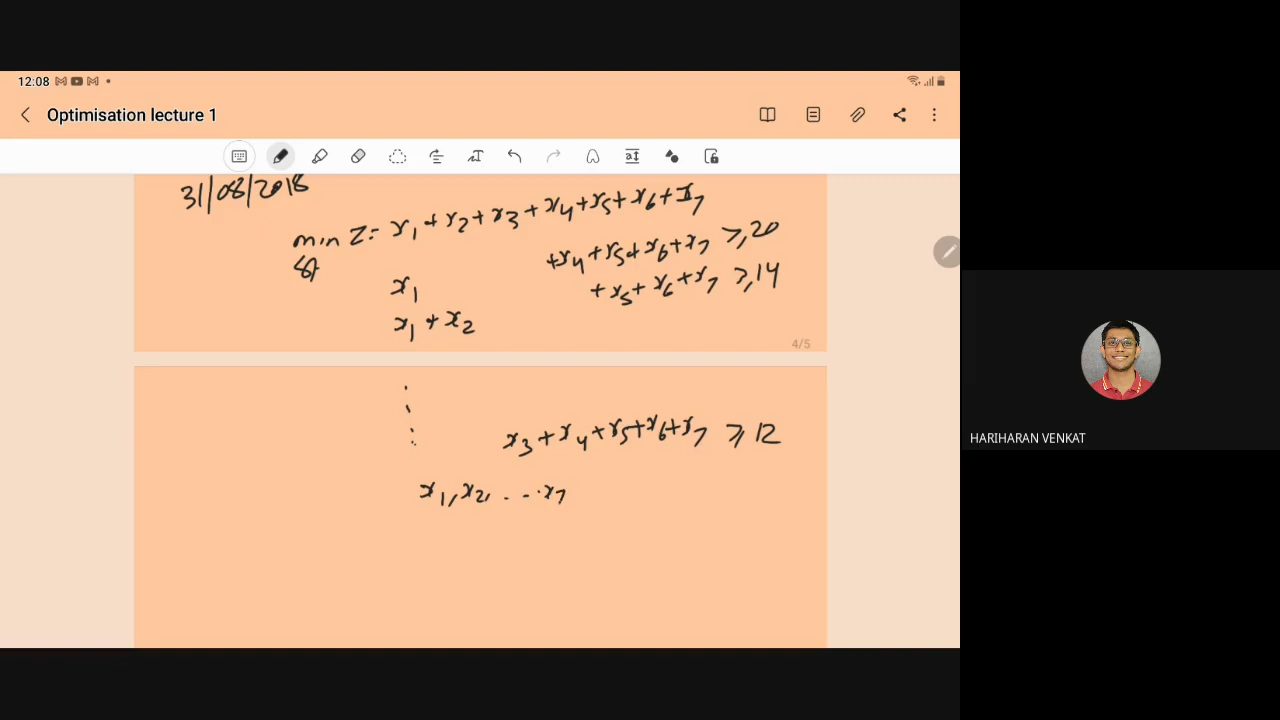 12:08
Optimisation lecture 1
31/08/2018
min Z = x1 + x2 + x3 + x4 + x5 + x6 + x7
x1 + x4 + x5 + x6 + x7 ≥ 20
x1 + x2 + x5 + x6 + x7 ≥ 14
4/5
x3 + x4 + x5 + x6 + x7 ≥ 12
x1, x2, ... x7
HARIHARAN VENKAT